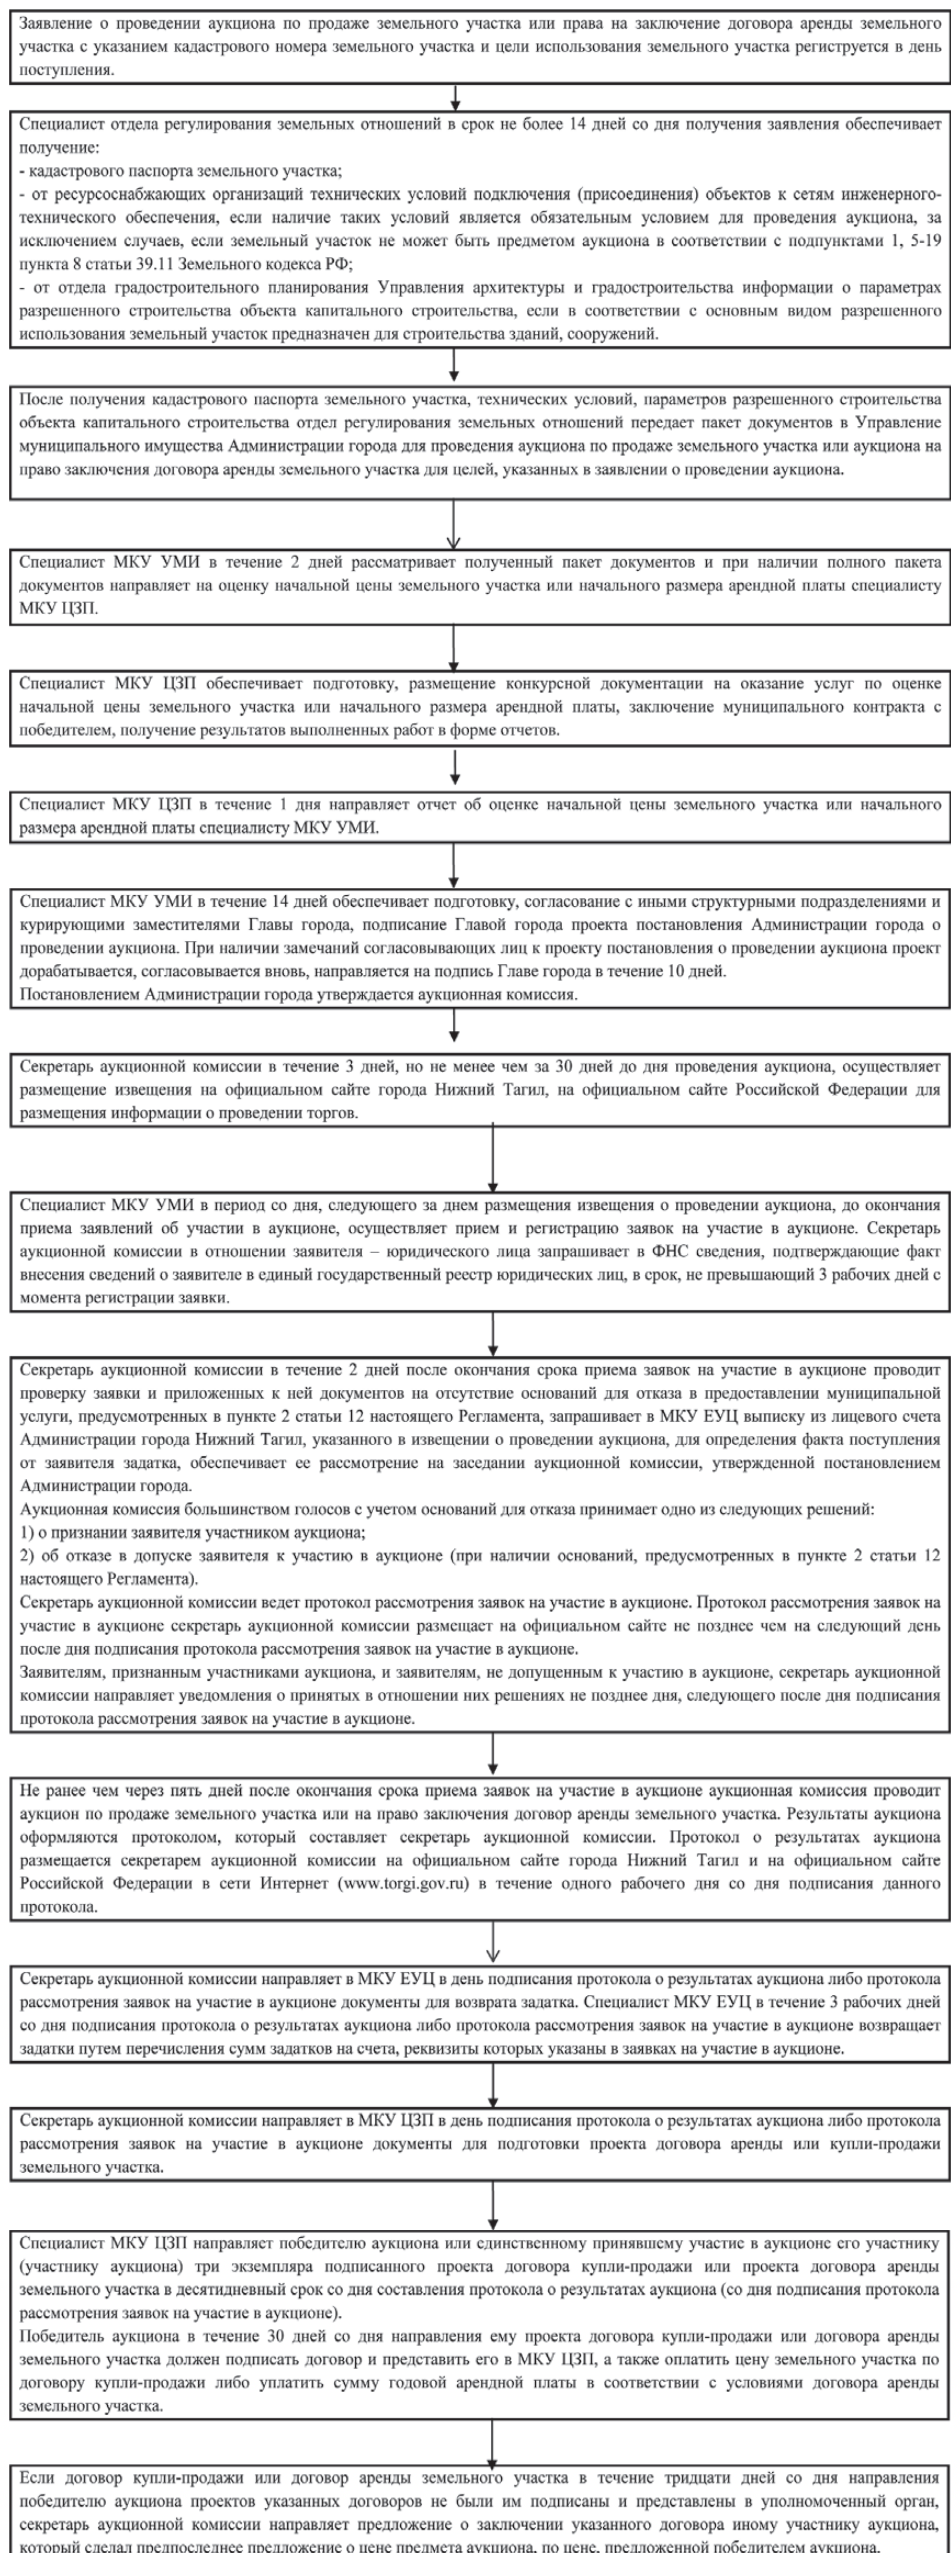 Заявление о проведении аукциона по продаже земельного участка или права на заключение договора аренды земельного
участка с указанием кадастрового номера земельного участка и цели использования земельного участка региструется в день
поступления.
Специалист отдела регулирования земельных отношений в срок не более 14 дней со дня получения заявления обеспечивает
получение:
- кадастрового паспорта земельного участка;
- от ресурсоснабжающих организаций технических условий подключения (присоединения) объектов к сетям инженерно-
технического обеспечения, если наличие таких условий является обязательным условием для проведения аукциона, за
исключением случаев, если земельный участок не может быть предметом аукциона в соответствии с подпунктами 1, 5-19
пункта 8 статьи 39.11 Земельного кодекса РФ;
- от отдела градостроительного планирования Управления архитектуры и градостроительства информации о параметрах
разрешенного строительства объекта капитального строительства, если в соответствии с основным видом разрешенного
использования земельный участок предназначен для строительства зданий, сооружений.
После получения кадастрового паспорта земельного участка, технических условий, параметров разрешенного строительства
объекта капитального строительства отдел регулирования земельных отношений передает пакет документов в Управление
муниципального имущества Администрации города для проведения аукциона по продаже земельного участка или аукциона на
право заключения договора аренды земельного участка для целей, указанных в заявлении о проведении аукциона.
Специалист МКУ УМИ в течение 2 дней рассматривает полученный пакет документов и при наличии полного пакета
документов направляет на оценку начальной цены земельного участка или начального размера арендной платы специалисту
МКУ ЦЗП.
Специалист МКУ ЦЗП обеспечивает подготовку, размещение конкурсной документации на оказание услуг по оценке
начальной цены земельного участка или начального размера арендной платы, заключение муниципального контракта с
победителем, получение результатов выполненных работ в форме отчетов.
Специалист МКУ ЦЗП в течение 1 дня направляет отчет об оценке начальной цены земельного участка или начального
размера арендной платы специалисту МКУ УМИ.
Специалист МКУ УМИ в течение 14 дней обеспечивает подготовку, согласование с иными структурными подразделениями и
курирующими заместителями Главы города, подписание Главой города проекта постановления Администрации города о
проведении аукциона. При наличии замечаний согласовывающих лиц к проекту постановления о проведении аукциона проект
дорабатывается, согласовывается вновь, направляется на подпись Главе города в течение 10 дней.
Постановлением Администрации города утверждается аукционная комиссия.
Секретарь аукционной комиссии в течение 3 дней, но не менее чем за 30 дней до дня проведения аукциона, осуществляет
размещение извещения на официальном сайте города Нижний Тагил, на официальном сайте Российской Федерации для
размещения информации о проведении торгов.
Специалист МКУ УМИ в период со дня, следующего за днем размещения извещения о проведении аукциона, до окончания
приема заявлений об участии в аукционе, осуществляет прием и регистрацию заявок на участие в аукционе. Секретарь
аукционной комиссии в отношении заявителя – юридического лица запрашивает в ФНС сведения, подтверждающие факт
внесения сведений о заявителе в единый государственный реестр юридических лиц, в срок, не превышающий 3 рабочих дней с
момента регистрации заявки.
Секретарь аукционной комиссии в течение 2 дней после окончания срока приема заявок на участие в аукционе проводит
проверку заявки и приложенных к ней документов на отсутствие оснований для отказа в предоставлении муниципальной
услуги, предусмотренных в пункте 2 статьи 12 настоящего Регламента, запрашивает в МКУ ЕУЦ выписку из лицевого счета
Администрации города Нижний Тагил, указанного в извещении о проведении аукциона, для определения факта поступления
от заявителя задатка, обеспечивает ее рассмотрение на заседании аукционной комиссии, утвержденной постановлением
Администрации города.
Аукционная комиссия большинством голосов с учетом оснований для отказа принимает одно из следующих решений:
1) о признании заявителя участником аукциона;
2) об отказе в допуске заявителя к участию в аукционе (при наличии оснований, предусмотренных в пункте 2 статьи 12
настоящего Регламента).
Секретарь аукционной комиссии ведет протокол рассмотрения заявок на участие в аукционе. Протокол рассмотрения заявок на
участие в аукционе секретарь аукционной комиссии размещает на официальном сайте не позднее чем на следующий день
после дня подписания протокола рассмотрения заявок на участие в аукционе.
Заявителям, признанным участниками аукциона, и заявителям, не допущенным к участию в аукционе, секретарь аукционной
комиссии направляет уведомления о принятых в отношении них решениях не позднее дня, следующего после дня подписания
протокола рассмотрения заявок на участие в аукционе.
Не ранее чем через пять дней после окончания срока приема заявок на участие в аукционе аукционная комиссия проводит
аукцион по продаже земельного участка или на право заключения договор аренды земельного участка. Результаты аукциона
оформляются протоколом, который составляет секретарь аукционной комиссии. Протокол о результатах аукциона
размещается секретарем аукционной комиссии на официальном сайте города Нижний Тагил и на официальном сайте
Российской Федерации в сети Интернет (www.torgi.gov.ru) в течение одного рабочего дня со дня подписания данного
протокола.
Секретарь аукционной комиссии направляет в МКУ ЕУЦ в день подписания протокола о результатах аукциона либо протокола
рассмотрения заявок на участие в аукционе документы для возврата задатка. Специалист МКУ ЕУЦ в течение 3 рабочих дней
со дня подписания протокола о результатах аукциона либо протокола рассмотрения заявок на участие в аукционе возвращает
задатки путем перечисления сумм задатков на счета, реквизиты которых указаны в заявках на участие в аукционе.
Секретарь аукционной комиссии направляет в МКУ ЦЗП в день подписания протокола о результатах аукциона либо протокола
рассмотрения заявок на участие в аукционе документы для подготовки проекта договора аренды или купли-продажи
земельного участка.
Специалист МКУ ЦЗП направляет победителю аукциона или единственному принявшему участие в аукционе его участнику
(участнику аукциона) три экземпляра подписанного проекта договора купли-продажи или проекта договора аренды
земельного участка в десятидневный срок со дня составления протокола о результатах аукциона (со дня подписания протокола
рассмотрения заявок на участие в аукционе).
Победитель аукциона в течение 30 дней со дня направления ему проекта договора купли-продажи или договора аренды
земельного участка должен подписать договор и представить его в МКУ ЦЗП, а также оплатить цену земельного участка по
договору купли-продажи либо уплатить сумму годовой арендной платы в соответствии с условиями договора аренды
земельного участка.
Если договор купли-продажи или договор аренды земельного участка в течение тридцати дней со дня направления
победителю аукциона проектов указанных договоров не были им подписаны и представлены в уполномоченный орган,
секретарь аукционной комиссии направляет предложение о заключении указанного договора иному участнику аукциона,
который сделал предпоследнее предложение о цене предмета аукциона, по цене, предложенной победителем аукциона.